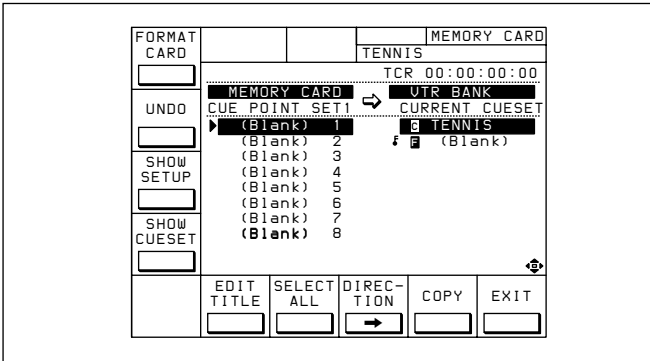 FORMAT
CARD
UNDO
SHOW
SETUP
SHOW
CUESET
MEMORY CARD
TENNIS
TCR 00:00:00:00
MEMORY CARD ⇨ VTR BANK
CUE POINT SET1 CURRENT CUESET
(Blank) 1 C TENNIS
(Blank) 2 F (Blank)
(Blank) 3
(Blank) 4
(Blank) 5
(Blank) 6
(Blank) 7
(Blank) 8
EDIT
TITLE
SELECT
ALL
DIREC-
TION
→
COPY
EXIT